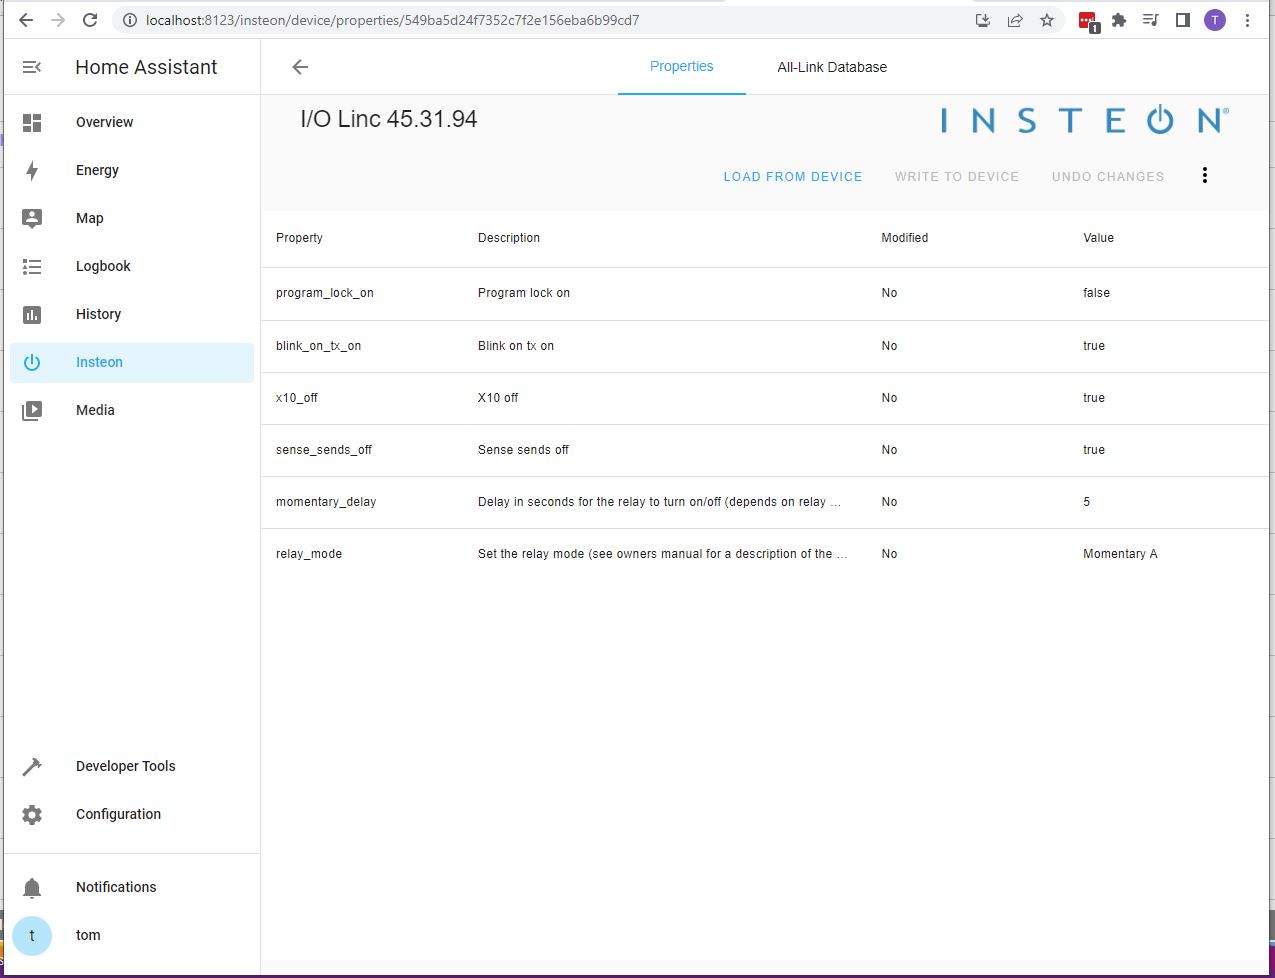 localhost:8123/insteon/device/properties/549ba5d24f7352c7f2e156eba6b99cd7
1
T
Home Assistant
Properties
All-Link Database
Overview
Energy
Map
Logbook
History
Insteon
Media
Developer Tools
Configuration
Notifications
t
tom
I/O Linc 45.31.94
INSTEON®
LOAD FROM DEVICE WRITE TO DEVICE UNDO CHANGES
Property Description Modified Value
program_lock_on Program lock on No false
blink_on_tx_on Blink on tx on No true
x10_off X10 off No true
sense_sends_off Sense sends off No true
momentary_delay Delay in seconds for the relay to turn on/off (depends on relay ... No 5
relay_mode Set the relay mode (see owners manual for a description of the ... No Momentary A